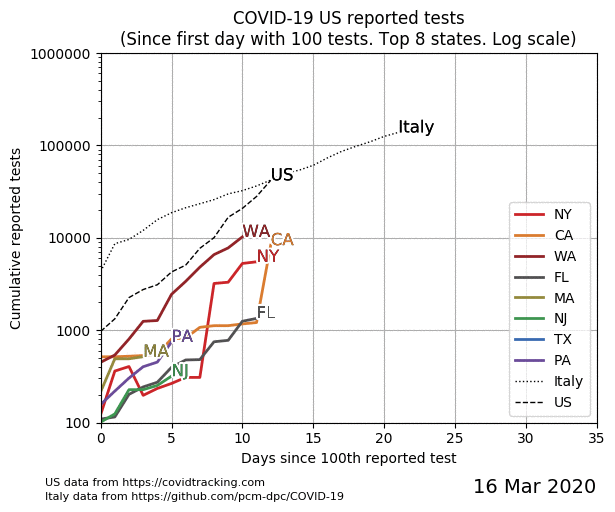 COVID-19 US reported tests
(Since first day with 100 tests. Top 8 states. Log scale)
Cumulative reported tests
1000000
100000
10000
1000
100
0
5
10
15
20
25
30
35
Days since 100th reported test
Italy
US
WA
CA
NY
FL
PA
MA
NJ
NY
CA
WA
FL
MA
NJ
TX
PA
Italy
US
US data from https://covidtracking.com
Italy data from https://github.com/pcm-dpc/COVID-19
16 Mar 2020